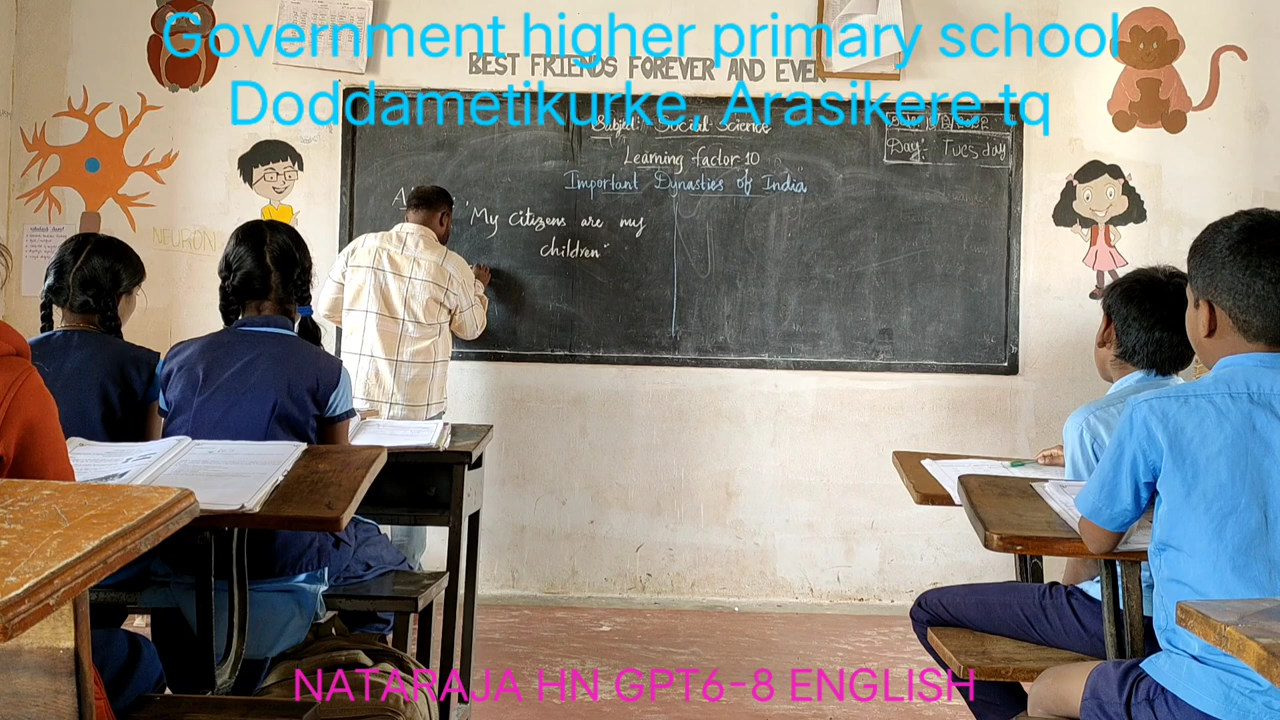 Government higher primary school
Doddametikurke, Arasikere tq
BEST FRIENDS FOREVER AND EVER
Subject:- Social Science
Day:- Tuesday
Learning factor 10
Important Dynasties of India
"My Citizens are my
children"
NEURON
NATARAJA HN GPT6-8 ENGLISH